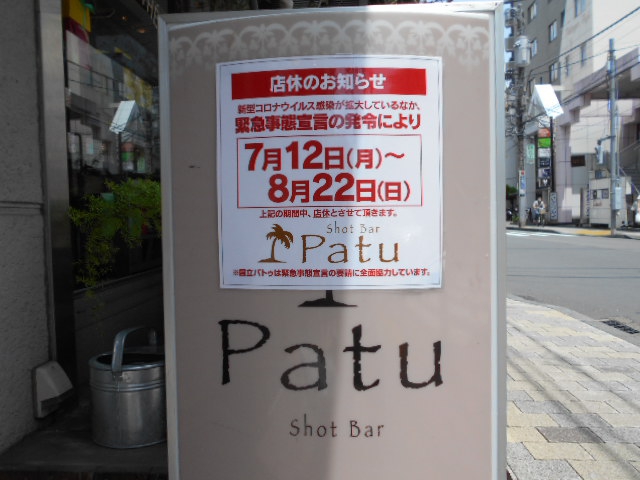 店休のお知らせ
新型コロナウイルス感染が拡大しているなか、
緊急事態宣言の発令により
7月12日(月)～
8月22日(日)
上記の期間中、店休とさせて頂きます。
Shot Bar
Patu
※国立パトゥは緊急事態宣言の要請に全面協力しています。
Patu
Shot Bar